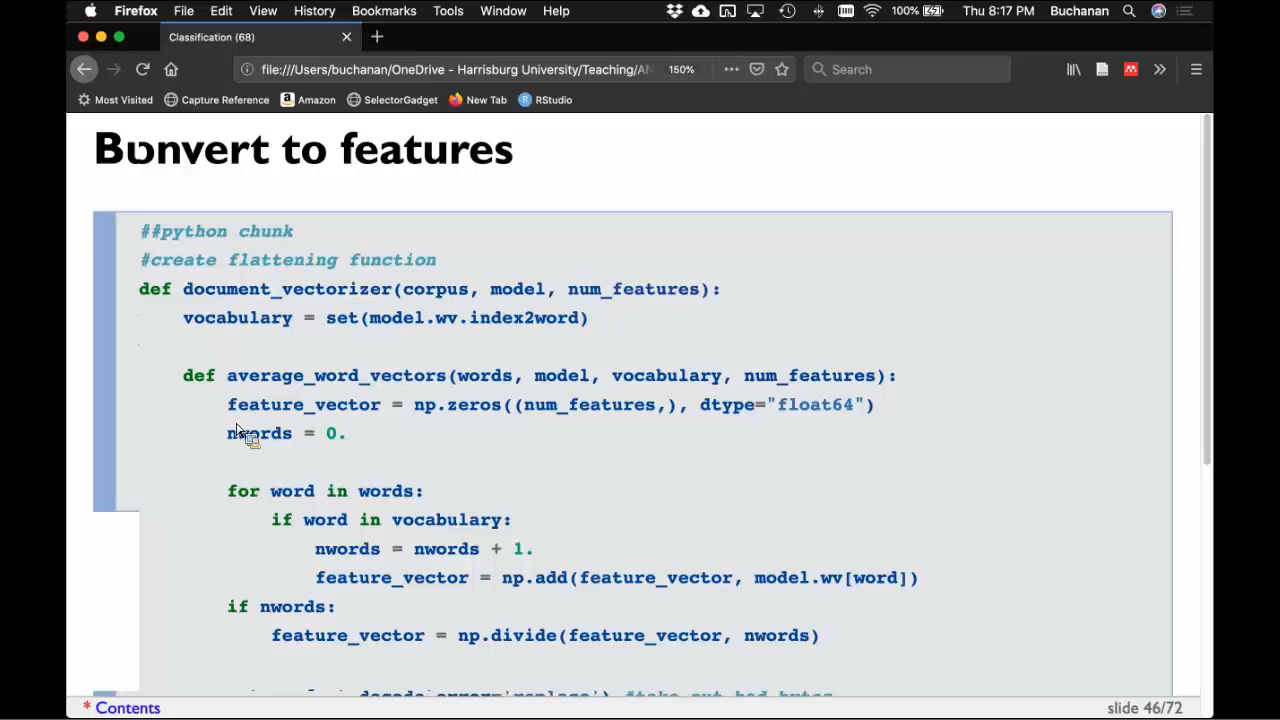 Firefox File Edit View History Bookmarks Tools Window Help 100% Thu 8:17 PM Buchanan
Classification (68)
file:///Users/buchanan/OneDrive - Harrisburg University/Teaching/AN 150% Search
Most Visited Capture Reference Amazon SelectorGadget New Tab RStudio
to features
##python chunk
#create flattening function
def document_vectorizer(corpus, model, num_features):
vocabulary = set(model.wv.index2word)
def average_word_vectors(words, model, vocabulary, num_features):
feature_vector = np.zeros((num_features,), dtype="float64")
nwords = 0.
for word in words:
if word in vocabulary:
nwords = nwords + 1.
feature_vector = np.add(feature_vector, model.wv[word])
if nwords:
feature_vector = np.divide(feature_vector, nwords)
* Contents slide 46/72